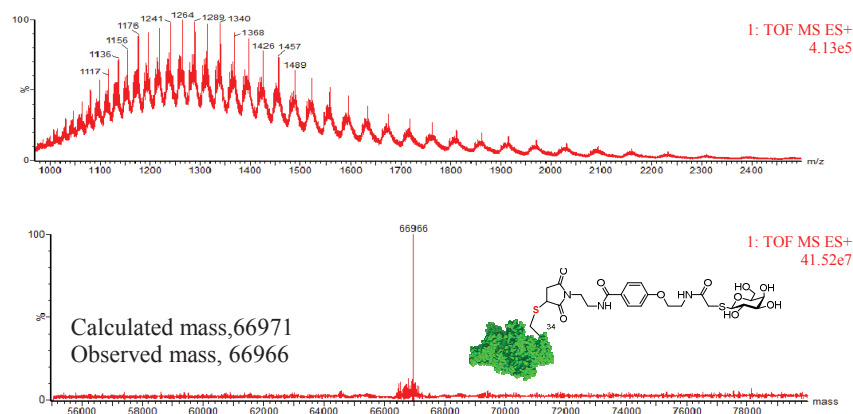 1: TOF MS ES+
4.13e5
100
%
0
1117
1136
1156
1176
1241
1264
1289
1340
1368
1426
1457
1489
1000 1200 1300 1400 1500 1600 1700 1800 1900 2000 2100 2200 2300 2400
m/z
1: TOF MS ES+
41.52e7
100
%
0
66966
Calculated mass,66971
Observed mass, 66966
O
S
N
O
34
O
N
H
O
H
N
O
S
HO
O
HO
OH
OH
56000 58000 60000 62000 64000 66000 68000 70000 72000 74000 76000 78000
mass